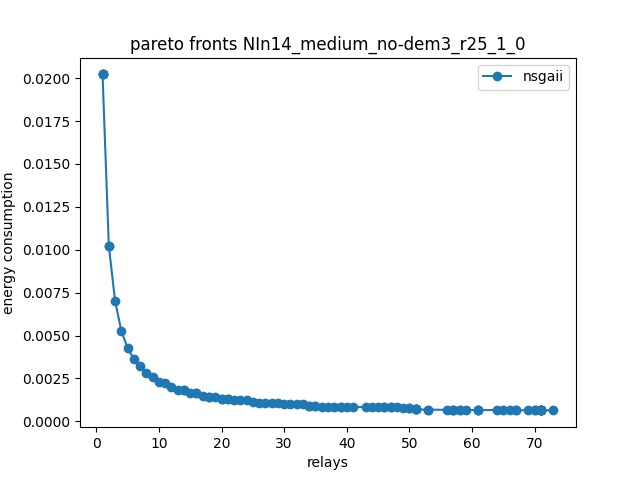 pareto fronts NIn14_medium_no-dem3_r25_1_0
nsgaii
energy consumption
0.0200
0.0175
0.0150
0.0125
0.0100
0.0075
0.0050
0.0025
0.0000
0 10 20 30 40 50 60 70
relays